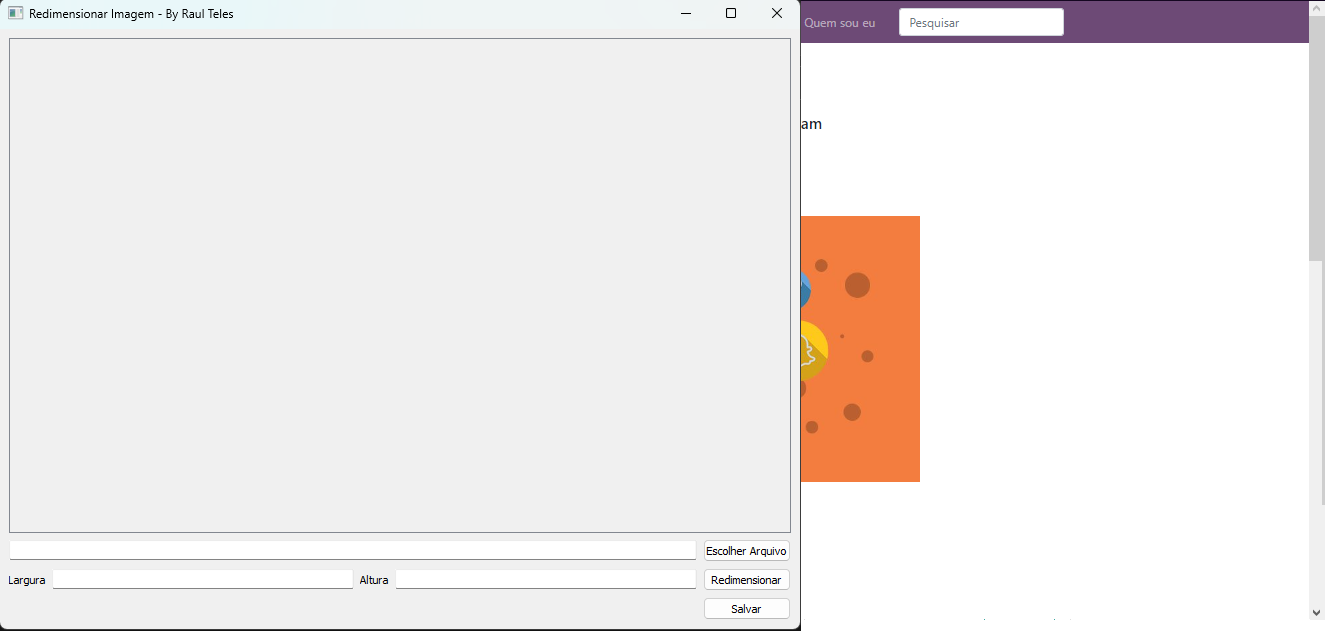 Redimensionar Imagem - By Raul Teles
Quem sou eu
Pesquisar
am
Escolher Arquivo
Largura
Altura
Redimensionar
Salvar